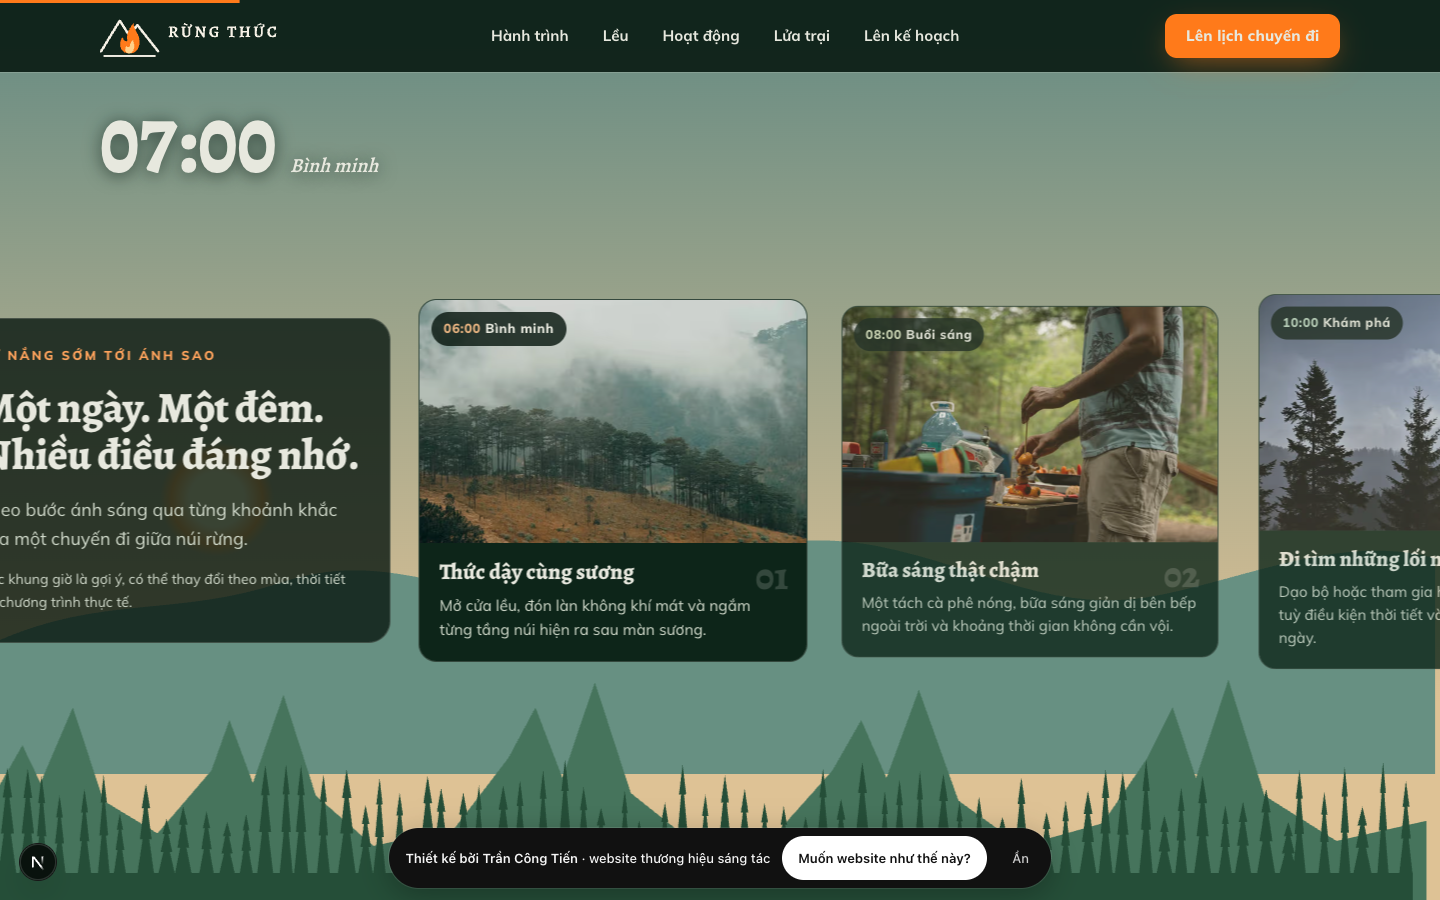 RỪNG THỨC
Hành trình
Lều
Hoạt động
Lửa trại
Lên kế hoạch
Lên lịch chuyến đi
07:00 Bình minh
NẮNG SỚM TỚI ÁNH SAO
Một ngày. Một đêm.
Nhiều điều đáng nhớ.
bước ánh sáng qua từng khoảnh khắc
một chuyến đi giữa núi rừng.
khung giờ là gợi ý, có thể thay đổi theo mùa, thời tiết
chương trình thực tế.
06:00 Bình minh
Thức dậy cùng sương
01
Mở cửa lều, đón làn không khí mát và ngắm
từng tầng núi hiện ra sau màn sương.
08:00 Buổi sáng
Bữa sáng thật chậm
02
Một tách cà phê nóng, bữa sáng giản dị bên bếp
ngoài trời và khoảng thời gian không cần vội.
10:00 Khám phá
Đi tìm những lối
Dạo bộ hoặc tham gia
tuỳ điều kiện thời tiết
ngày.
N
Thiết kế bởi Trần Công Tiến · website thương hiệu sáng tác
Muốn website như thế này?
Ẩn